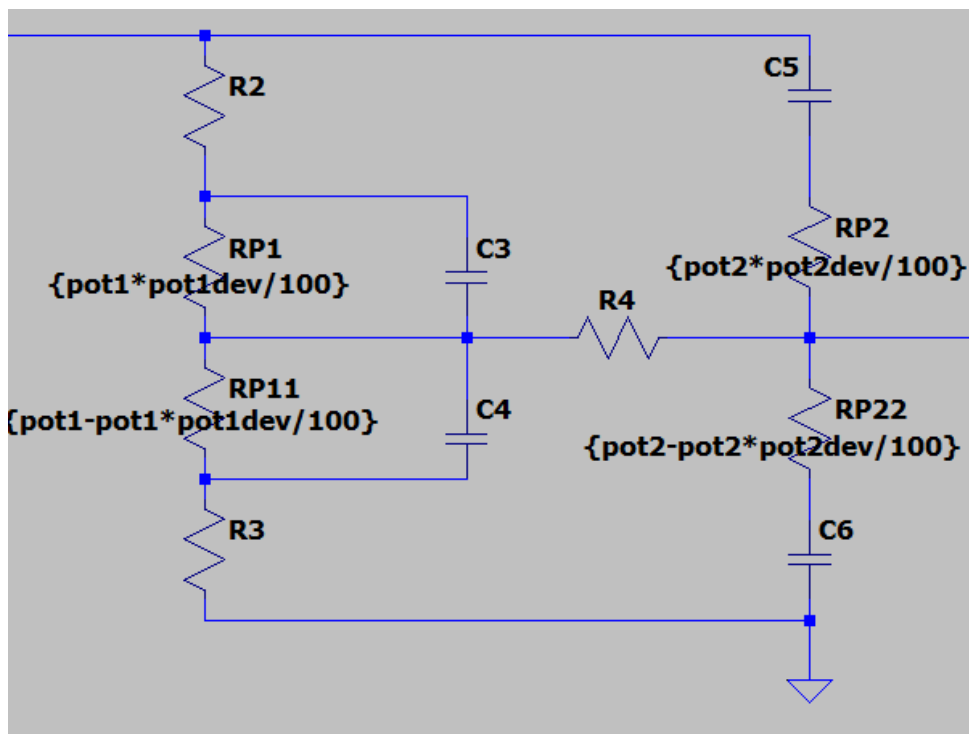 R2
C5
RP1
{pot1*pot1dev/100}
C3
RP2
{pot2*pot2dev/100}
R4
RP11
{pot1-pot1*pot1dev/100}
C4
RP22
{pot2-pot2*pot2dev/100}
R3
C6